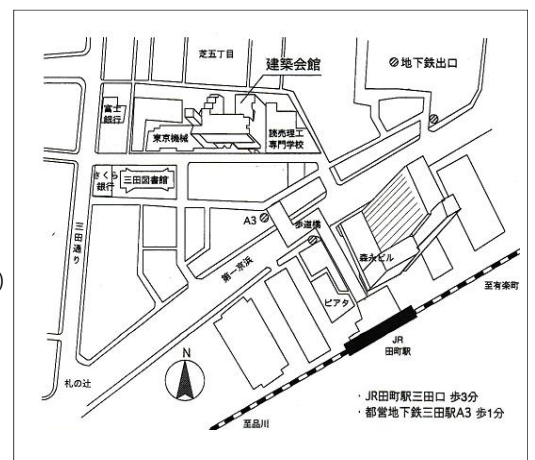 芝五丁目
建築会館
地下鉄出口
富士
銀行
東京機械
読売理工
専門学校
さくら
銀行
三田図書館
三田通り
A3
歩道橋
第一京浜
森永ビル
ピアタ
至有楽町
JR
田町駅
札の辻
N
至品川
・JR田町駅三田口 歩3分
・都営地下鉄三田駅A3 歩1分
)